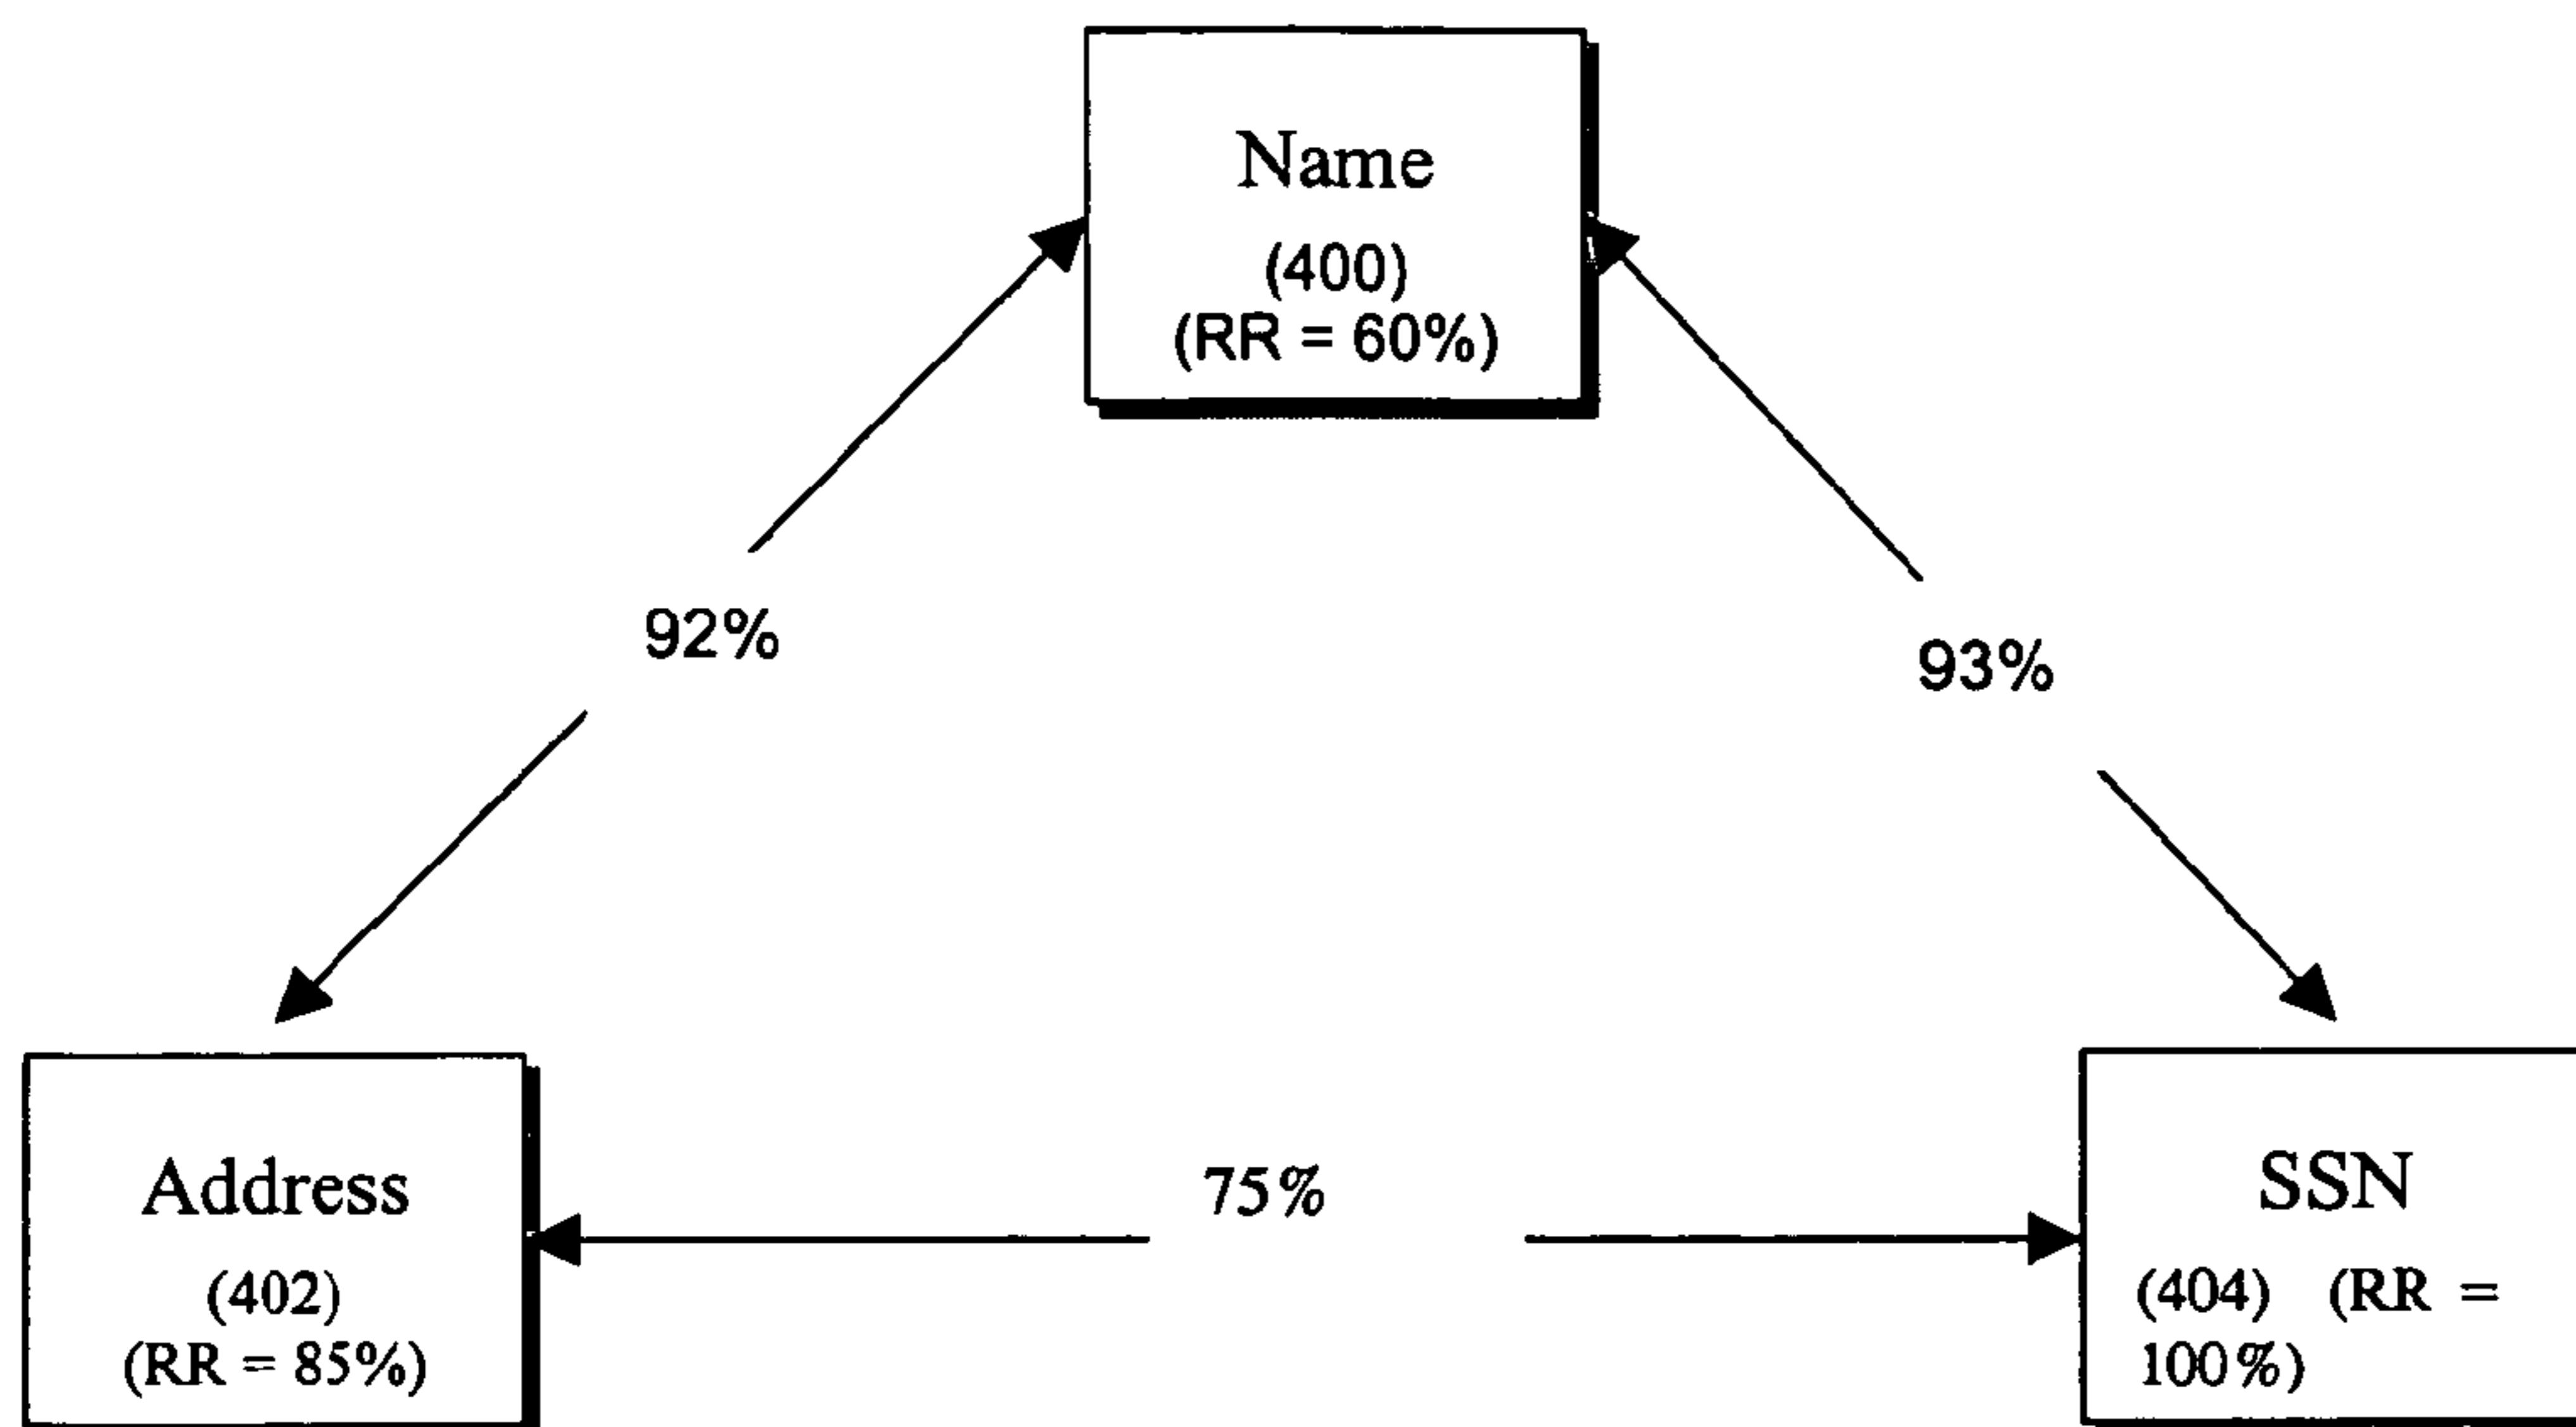 Name
(400)
(RR = 60%)
92%
93%
75%
Address
(402)
(RR = 85%)
SSN
(404) (RR =
100%)